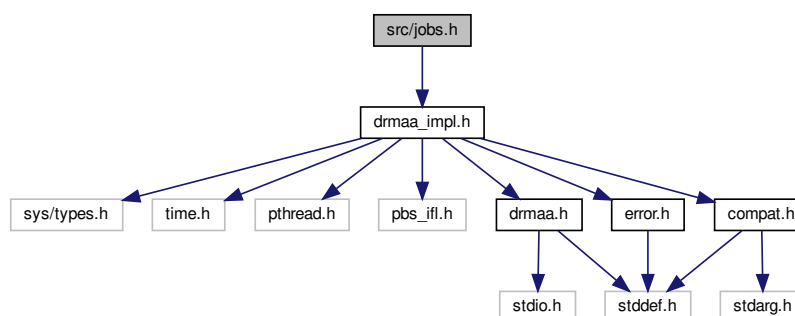 src/jobs.h
drmaa_impl.h
sys/types.h
time.h
pthread.h
pbs_ifl.h
drmaa.h
error.h
compat.h
stdio.h
stddef.h
stdarg.h